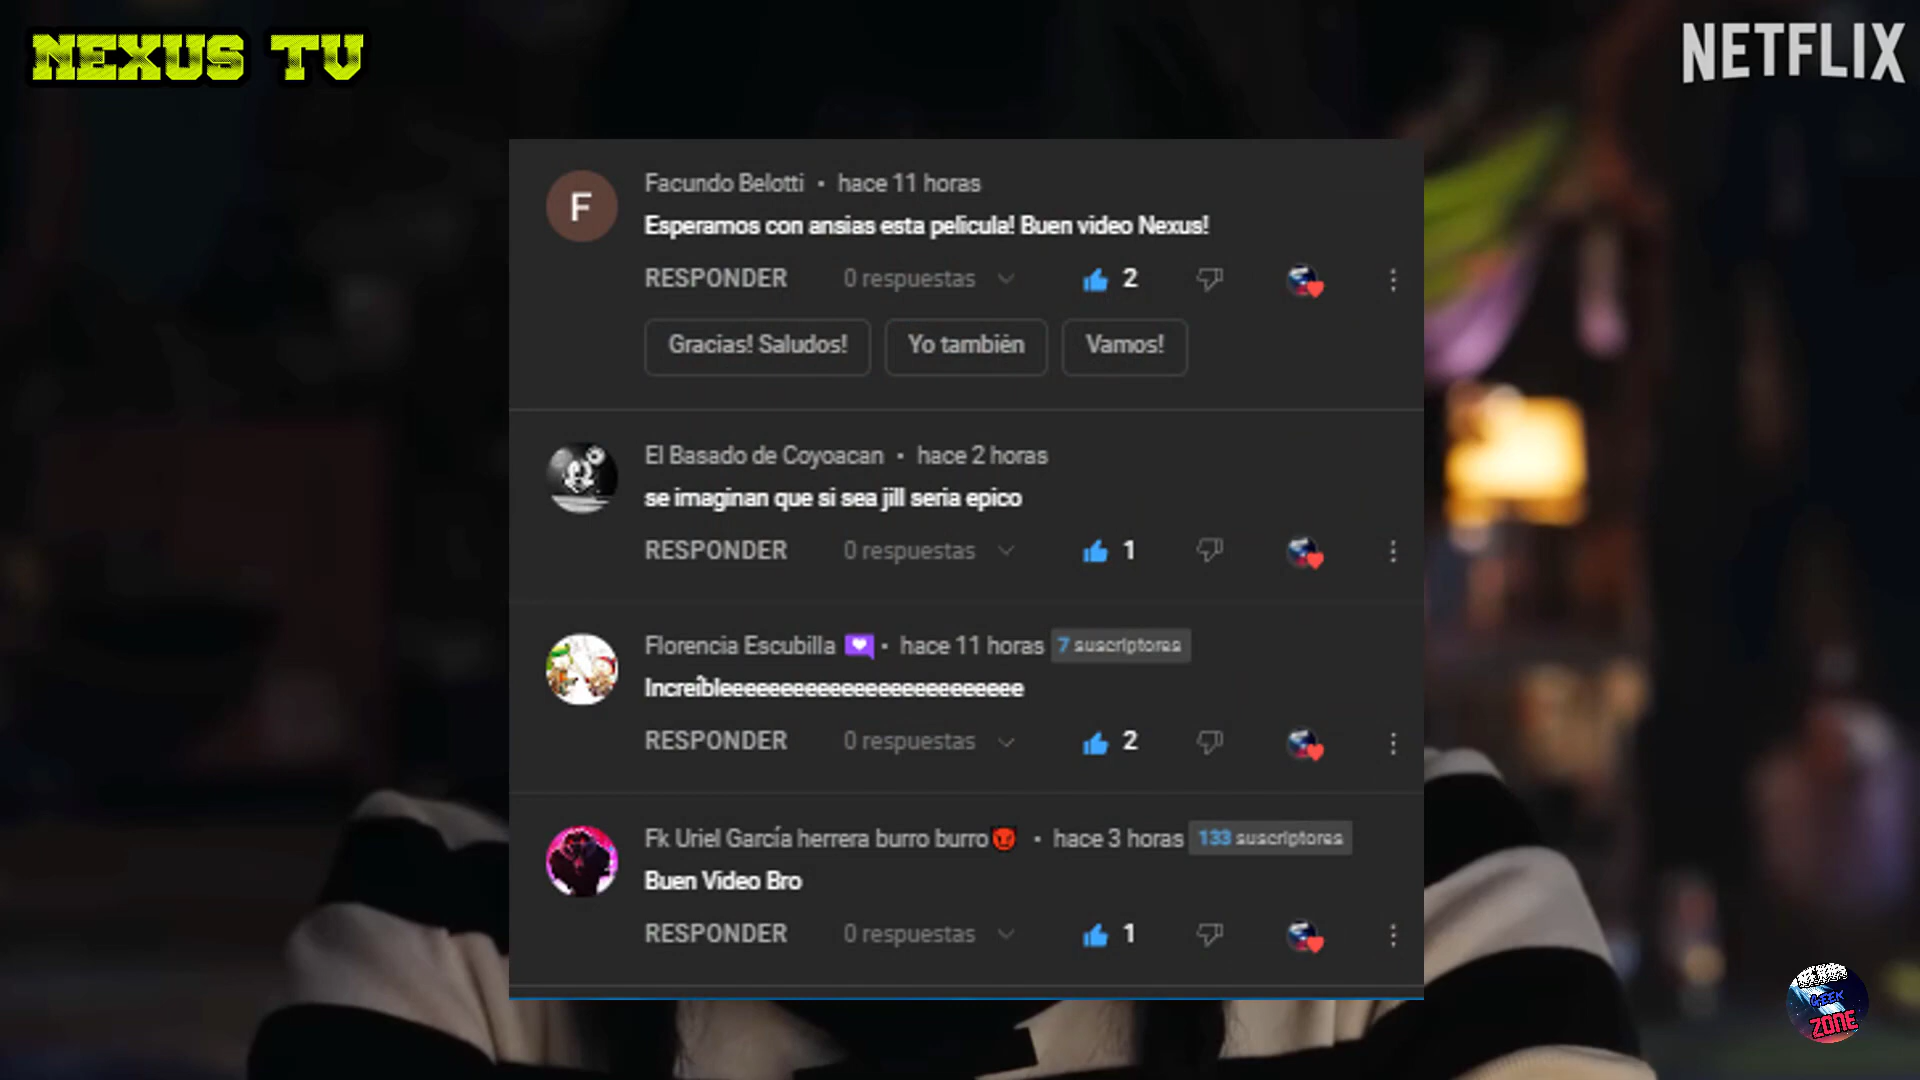 NEXUS TV
NETFLIX
F
Facundo Belotti • hace 11 horas
Esperamos con ansias esta pelicula! Buen video Nexus!
RESPONDER 0 respuestas 2
Gracias! Saludos! Yo también Vamos!
El Basado de Coyoacan • hace 2 horas
se imaginan que si sea jill seria epico
RESPONDER 0 respuestas 1
Florencia Escubilla • hace 11 horas 7 suscriptores
Increíbleeeeeeeeeeeeeeeeeeeeeeeeee
RESPONDER 0 respuestas 2
Fk Uriel García herrera burro burro😡 • hace 3 horas 133 suscriptores
Buen Video Bro
RESPONDER 0 respuestas 1
GEEK
ZONE